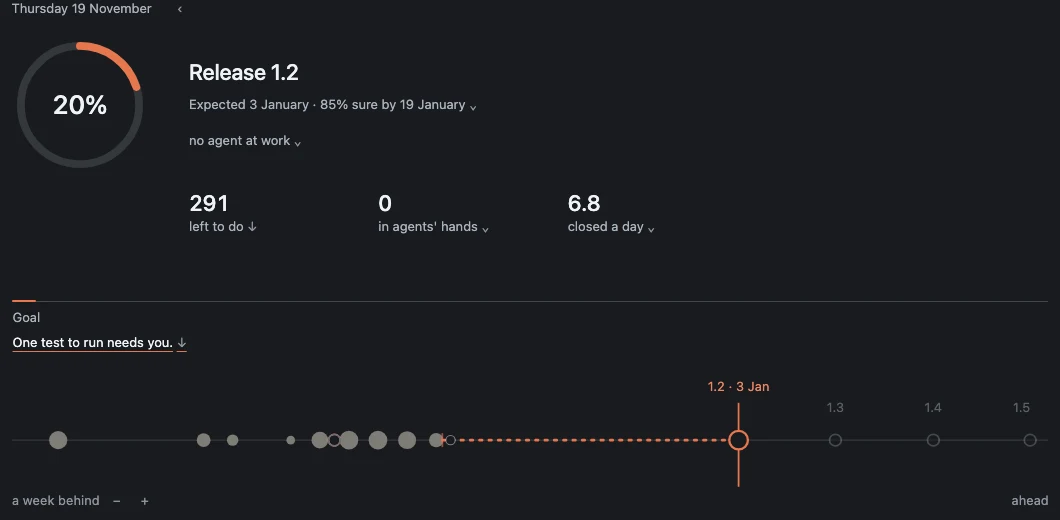 Thursday 19 November ‹
20%
Release 1.2
Expected 3 January · 85% sure by 19 January
no agent at work
291
left to do ↓
0
in agents' hands
6.8
closed a day
Goal
One test to run needs you. ↓
1.2 · 3 Jan
1.3
1.4
1.5
a week behind − +
ahead